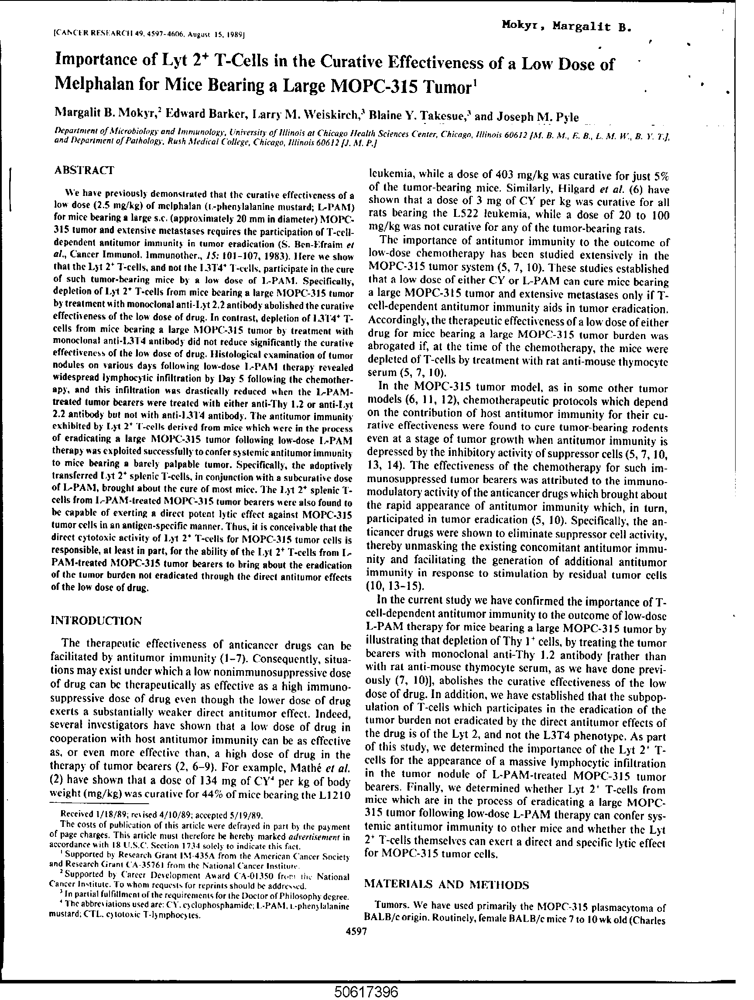 Mokyr, Margalit B.
[CANCER RESEARCH 49, 4597-4606, August 15, 1989]
Importance of Lyt 2⁺ T-Cells in the Curative Effectiveness of a Low Dose of
Melphalan for Mice Bearing a Large MOPC-315 Tumor¹
Margalit B. Mokyr,² Edward Barker, Larry M. Weiskirch,³ Blaine Y. Takesue,³ and Joseph M. Pyle
Department of Microbiology and Immunology, University of Illinois at Chicago Health Sciences Center, Chicago, Illinois 60612 [M. B. M., E. B., L. M. W., B. Y. T.],
and Department of Pathology, Rush Medical College, Chicago, Illinois 60612 [J. M. P.]
ABSTRACT
We have previously demonstrated that the curative effectiveness of a
low dose (2.5 mg/kg) of melphalan (L-phenylalanine mustard; L-PAM)
for mice bearing a large s.c. (approximately 20 mm in diameter) MOPC-
315 tumor and extensive metastases requires the participation of T-cell-
dependent antitumor immunity in tumor eradication (S. Ben-Efraim et
al., Cancer Immunol. Immunother., 15: 101-107, 1983). Here we show
that the Lyt 2⁺ T-cells, and not the L3T4⁺ T-cells, participate in the cure
of such tumor-bearing mice by a low dose of L-PAM. Specifically,
depletion of Lyt 2⁺ T-cells from mice bearing a large MOPC-315 tumor
by treatment with monoclonal anti-Lyt 2.2 antibody abolished the curative
effectiveness of the low dose of drug. In contrast, depletion of L3T4⁺ T-
cells from mice bearing a large MOPC-315 tumor by treatment with
monoclonal anti-L3T4 antibody did not reduce significantly the curative
effectiveness of the low dose of drug. Histological examination of tumor
nodules on various days following low-dose L-PAM therapy revealed
widespread lymphocytic infiltration by Day 5 following the chemother-
apy, and this infiltration was drastically reduced when the L-PAM-
treated tumor bearers were treated with either anti-Thy 1.2 or anti-Lyt
2.2 antibody but not with anti-L3T4 antibody. The antitumor immunity
exhibited by Lyt 2⁺ T-cells derived from mice which were in the process
of eradicating a large MOPC-315 tumor following low-dose L-PAM
therapy was exploited successfully to confer systemic antitumor immunity
to mice bearing a barely palpable tumor. Specifically, the adoptively
transferred Lyt 2⁺ splenic T-cells, in conjunction with a subcurative dose
of L-PAM, brought about the cure of most mice. The Lyt 2⁺ splenic T-
cells from L-PAM-treated MOPC-315 tumor bearers were also found to
be capable of exerting a direct potent lytic effect against MOPC-315
tumor cells in an antigen-specific manner. Thus, it is conceivable that the
direct cytotoxic activity of Lyt 2⁺ T-cells for MOPC-315 tumor cells is
responsible, at least in part, for the ability of the Lyt 2⁺ T-cells from L-
PAM-treated MOPC-315 tumor bearers to bring about the eradication
of the tumor burden not eradicated through the direct antitumor effects
of the low dose of drug.
INTRODUCTION
The therapeutic effectiveness of anticancer drugs can be
facilitated by antitumor immunity (1-7). Consequently, situa-
tions may exist under which a low nonimmunosuppressive dose
of drug can be therapeutically as effective as a high immuno-
suppressive dose of drug even though the lower dose of drug
exerts a substantially weaker direct antitumor effect. Indeed,
several investigators have shown that a low dose of drug in
cooperation with host antitumor immunity can be as effective
as, or even more effective than, a high dose of drug in the
therapy of tumor bearers (2, 6-9). For example, Mathé et al.
(2) have shown that a dose of 134 mg of CY⁴ per kg of body
weight (mg/kg) was curative for 44% of mice bearing the L1210
Received 1/18/89; revised 4/10/89; accepted 5/19/89.
The costs of publication of this article were defrayed in part by the payment
of page charges. This article must therefore be hereby marked advertisement in
accordance with 18 U.S.C. Section 1734 solely to indicate this fact.
¹ Supported by Research Grant IM-435A from the American Cancer Society
and Research Grant CA-35761 from the National Cancer Institute.
² Supported by Career Development Award CA-01350 from the National
Cancer Institute. To whom requests for reprints should be addressed.
³ In partial fulfillment of the requirements for the Doctor of Philosophy degree.
⁴ The abbreviations used are: CY, cyclophosphamide; L-PAM, L-phenylalanine
mustard; CTL, cytotoxic T-lymphocytes.
leukemia, while a dose of 403 mg/kg was curative for just 5%
of the tumor-bearing mice. Similarly, Hilgard et al. (6) have
shown that a dose of 3 mg of CY per kg was curative for all
rats bearing the L522 leukemia, while a dose of 20 to 100
mg/kg was not curative for any of the tumor-bearing rats.
The importance of antitumor immunity to the outcome of
low-dose chemotherapy has been studied extensively in the
MOPC-315 tumor system (5, 7, 10). These studies established
that a low dose of either CY or L-PAM can cure mice bearing
a large MOPC-315 tumor and extensive metastases only if T-
cell-dependent antitumor immunity aids in tumor eradication.
Accordingly, the therapeutic effectiveness of a low dose of either
drug for mice bearing a large MOPC-315 tumor burden was
abrogated if, at the time of the chemotherapy, the mice were
depleted of T-cells by treatment with rat anti-mouse thymocyte
serum (5, 7, 10).
In the MOPC-315 tumor model, as in some other tumor
models (6, 11, 12), chemotherapeutic protocols which depend
on the contribution of host antitumor immunity for their cu-
rative effectiveness were found to cure tumor-bearing rodents
even at a stage of tumor growth when antitumor immunity is
depressed by the inhibitory activity of suppressor cells (5, 7, 10,
13, 14). The effectiveness of the chemotherapy for such im-
munosuppressed tumor bearers was attributed to the immuno-
modulatory activity of the anticancer drugs which brought about
the rapid appearance of antitumor immunity which, in turn,
participated in tumor eradication (5, 10). Specifically, the an-
ticancer drugs were shown to eliminate suppressor cell activity,
thereby unmasking the existing concomitant antitumor immu-
nity and facilitating the generation of additional antitumor
immunity in response to stimulation by residual tumor cells
(10, 13-15).
In the current study we have confirmed the importance of T-
cell-dependent antitumor immunity to the outcome of low-dose
L-PAM therapy for mice bearing a large MOPC-315 tumor by
illustrating that depletion of Thy 1⁺ cells, by treating the tumor
bearers with monoclonal anti-Thy 1.2 antibody [rather than
with rat anti-mouse thymocyte serum, as we have done previ-
ously (7, 10)], abolishes the curative effectiveness of the low
dose of drug. In addition, we have established that the subpop-
ulation of T-cells which participates in the eradication of the
tumor burden not eradicated by the direct antitumor effects of
the drug is of the Lyt 2, and not the L3T4 phenotype. As part
of this study, we determined the importance of the Lyt 2⁺ T-
cells for the appearance of a massive lymphocytic infiltration
in the tumor nodule of L-PAM-treated MOPC-315 tumor
bearers. Finally, we determined whether Lyt 2⁺ T-cells from
mice which are in the process of eradicating a large MOPC-
315 tumor following low-dose L-PAM therapy can confer sys-
temic antitumor immunity to other mice and whether the Lyt
2⁺ T-cells themselves can exert a direct and specific lytic effect
for MOPC-315 tumor cells.
MATERIALS AND METHODS
Tumors. We have used primarily the MOPC-315 plasmacytoma of
BALB/c origin. Routinely, female BALB/c mice 7 to 10 wk old (Charles
4597
50617396